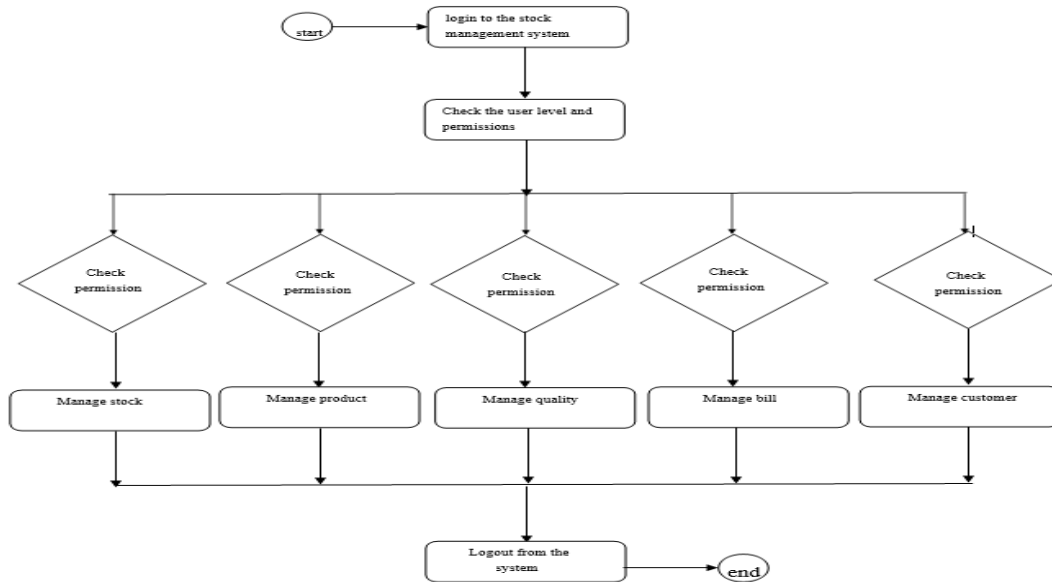 start
login to the stock
management system
Check the user level and
permissions
Check
permission
Check
permission
Check
permission
Check
permission
Check
permission
Manage stock
Manage product
Manage quality
Manage bill
Manage customer
Logout from the
system
end